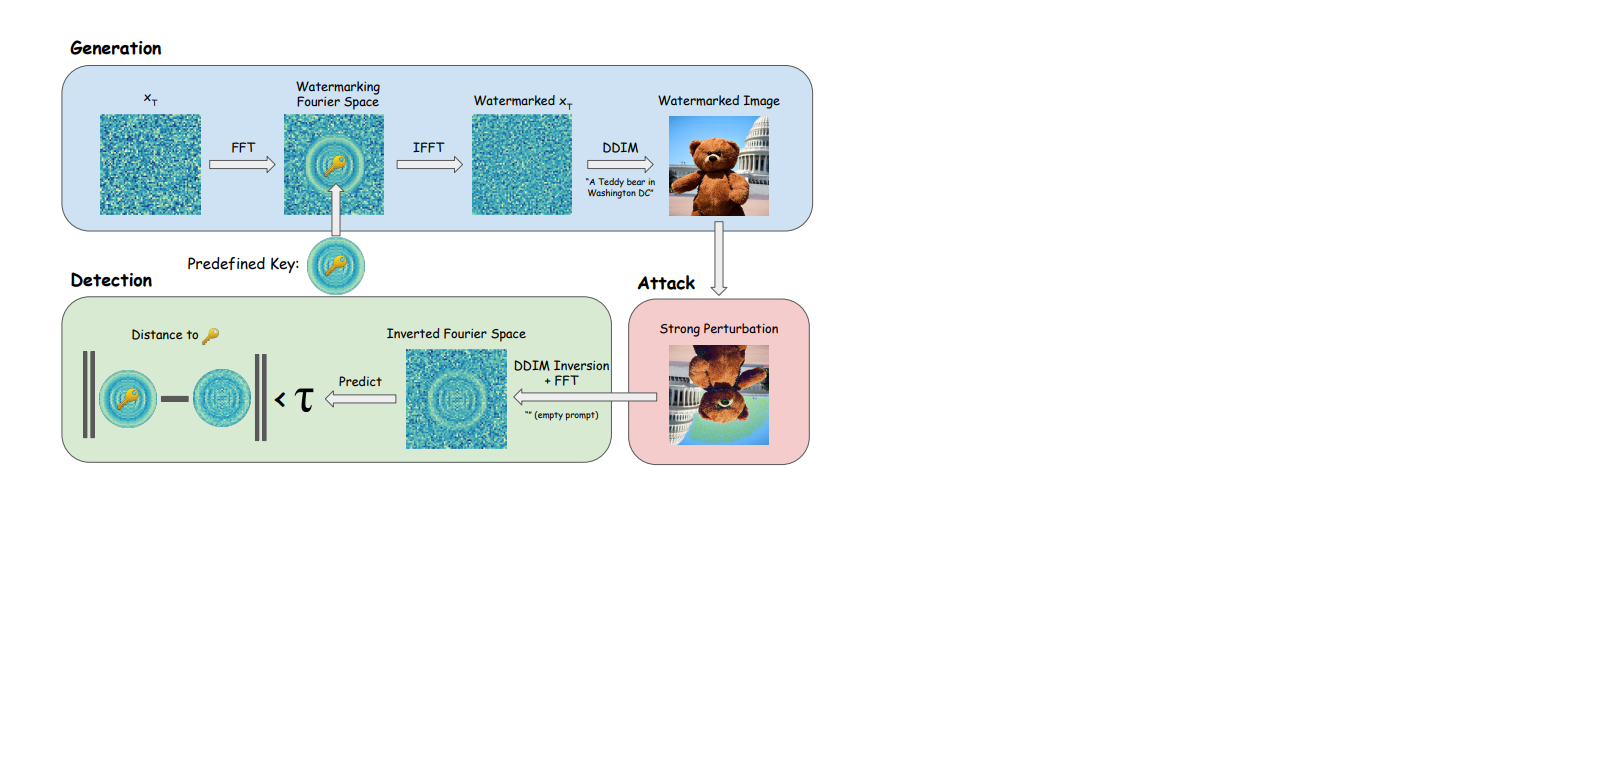 Generation
x_T
Watermarking
Fourier Space
Watermarked x_T
Watermarked Image
FFT
IFFT
DDIM
“A Teddy bear in
Washington DC”
Predefined Key:
Detection
Attack
Distance to
Inverted Fourier Space
Strong Perturbation
DDIM Inversion
+ FFT
Predict
< τ
“” (empty prompt)